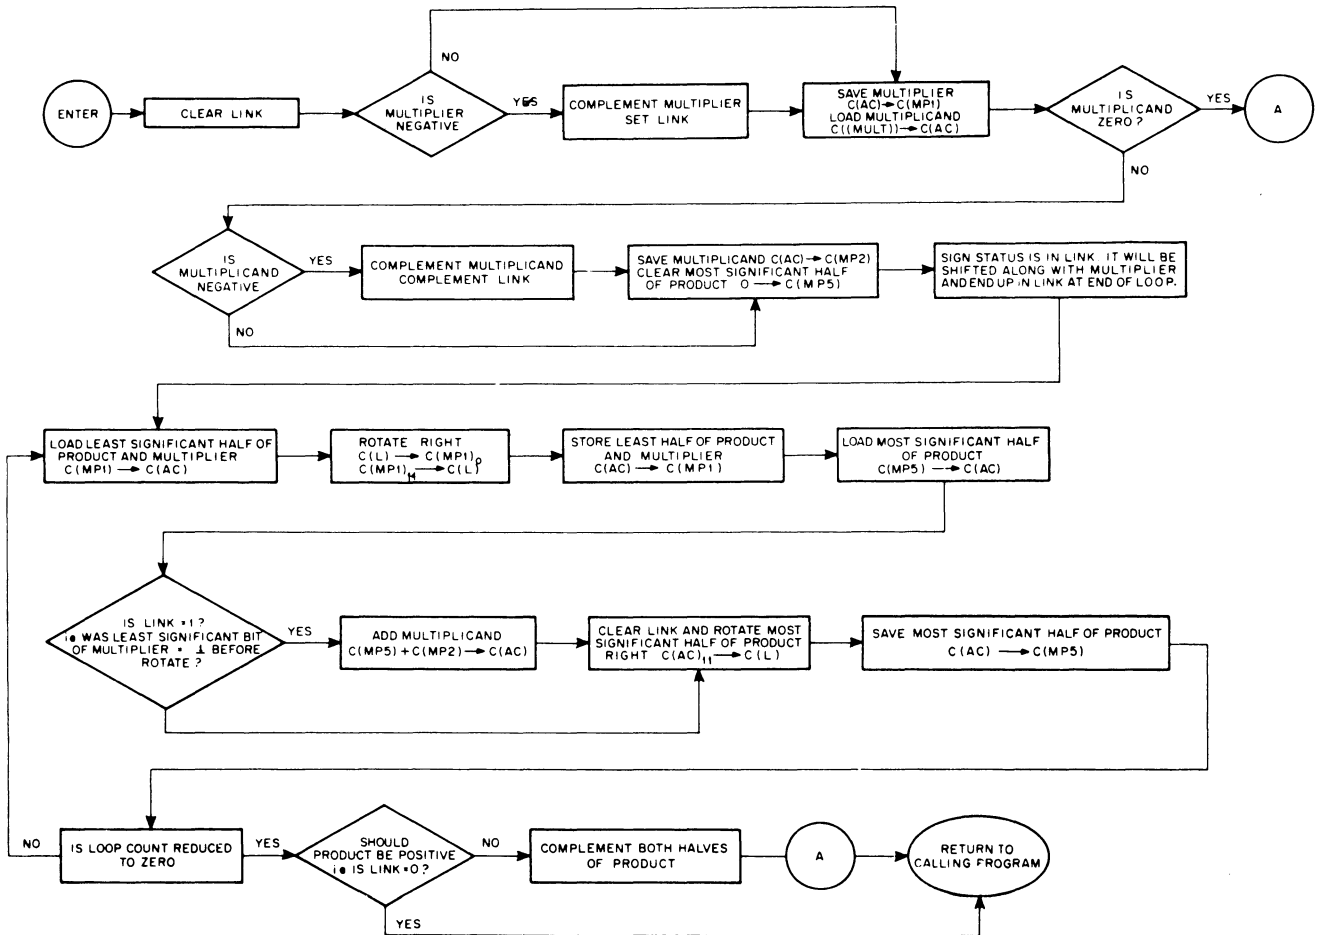 NO
ENTER
CLEAR LINK
IS
MULTIPLIER
NEGATIVE
YES
COMPLEMENT MULTIPLIER
SET LINK
SAVE MULTIPLIER
C(AC)→C(MP1)
LOAD MULTIPLICAND
C((MULT))→C(AC)
IS
MULTIPLICAND
ZERO?
YES
A
NO
IS
MULTIPLICAND
NEGATIVE
YES
COMPLEMENT MULTIPLICAND
COMPLEMENT LINK
SAVE MULTIPLICAND C(AC)→C(MP2)
CLEAR MOST SIGNIFICANT HALF
OF PRODUCT 0→C(MP5)
SIGN STATUS IS IN LINK. IT WILL BE
SHIFTED ALONG WITH MULTIPLIER
AND END UP IN LINK AT END OF LOOP.
NO
LOAD LEAST SIGNIFICANT HALF OF
PRODUCT AND MULTIPLIER
C(MP1)→C(AC)
ROTATE RIGHT
C(L)→C(MP1)0
C(MP1)11→C(L)
STORE LEAST HALF OF PRODUCT
AND MULTIPLIER
C(AC)→C(MP1)
LOAD MOST SIGNIFICANT HALF
OF PRODUCT
C(MP5)→C(AC)
IS LINK =1?
ie WAS LEAST SIGNIFICANT BIT
OF MULTIPLIER = 1 BEFORE
ROTATE ?
YES
ADD MULTIPLICAND
C(MP5)+C(MP2)→C(AC)
CLEAR LINK AND ROTATE MOST
SIGNIFICANT HALF OF PRODUCT
RIGHT C(AC)11→C(L)
SAVE MOST SIGNIFICANT HALF OF PRODUCT
C(AC)→C(MP5)
NO
IS LOOP COUNT REDUCED
TO ZERO
YES
SHOULD
PRODUCT BE POSITIVE
ie IS LINK=0?
NO
COMPLEMENT BOTH HALVES
OF PRODUCT
A
RETURN TO
CALLING PROGRAM
YES